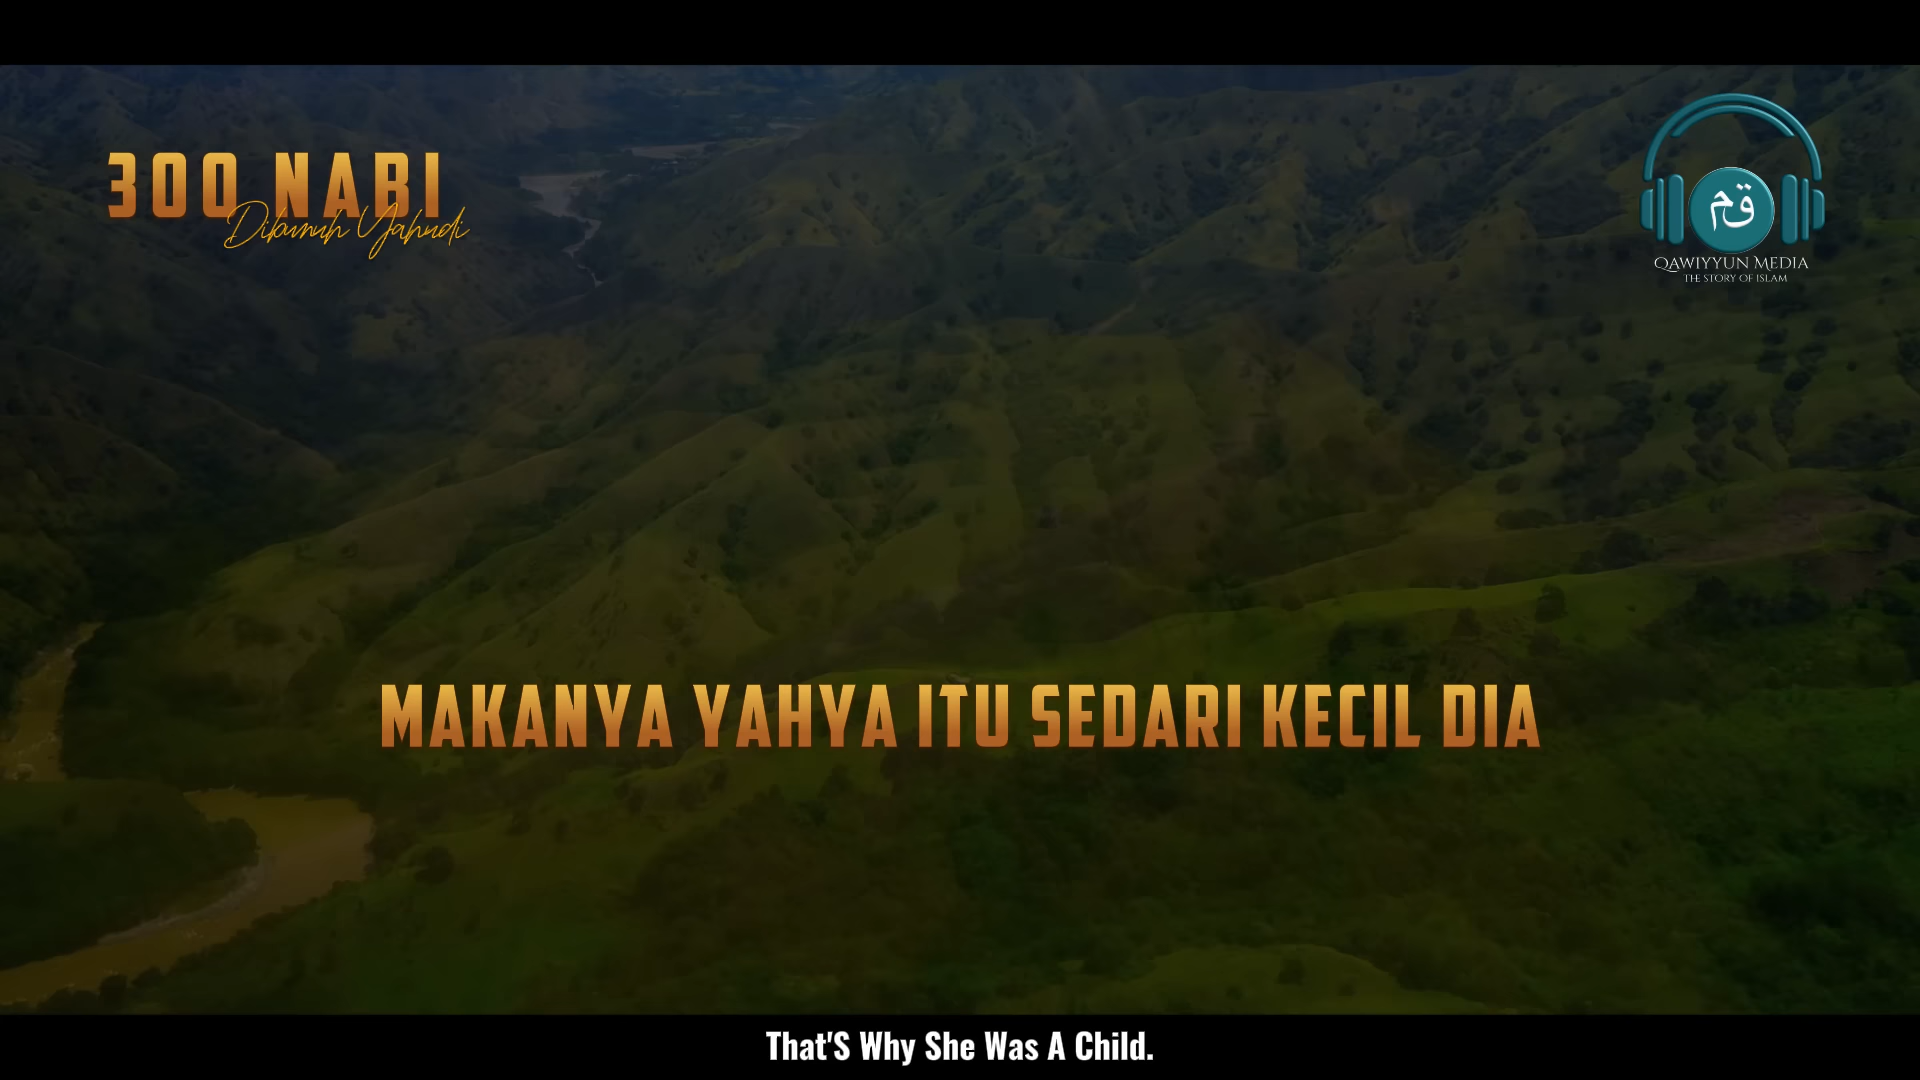 300 NABI
Dibunuh Yahudi
قم
QAWIYYUN MEDIA
THE STORY OF ISLAM
MAKANYA YAHYA ITU SEDARI KECIL DIA
That'S Why She Was A Child.